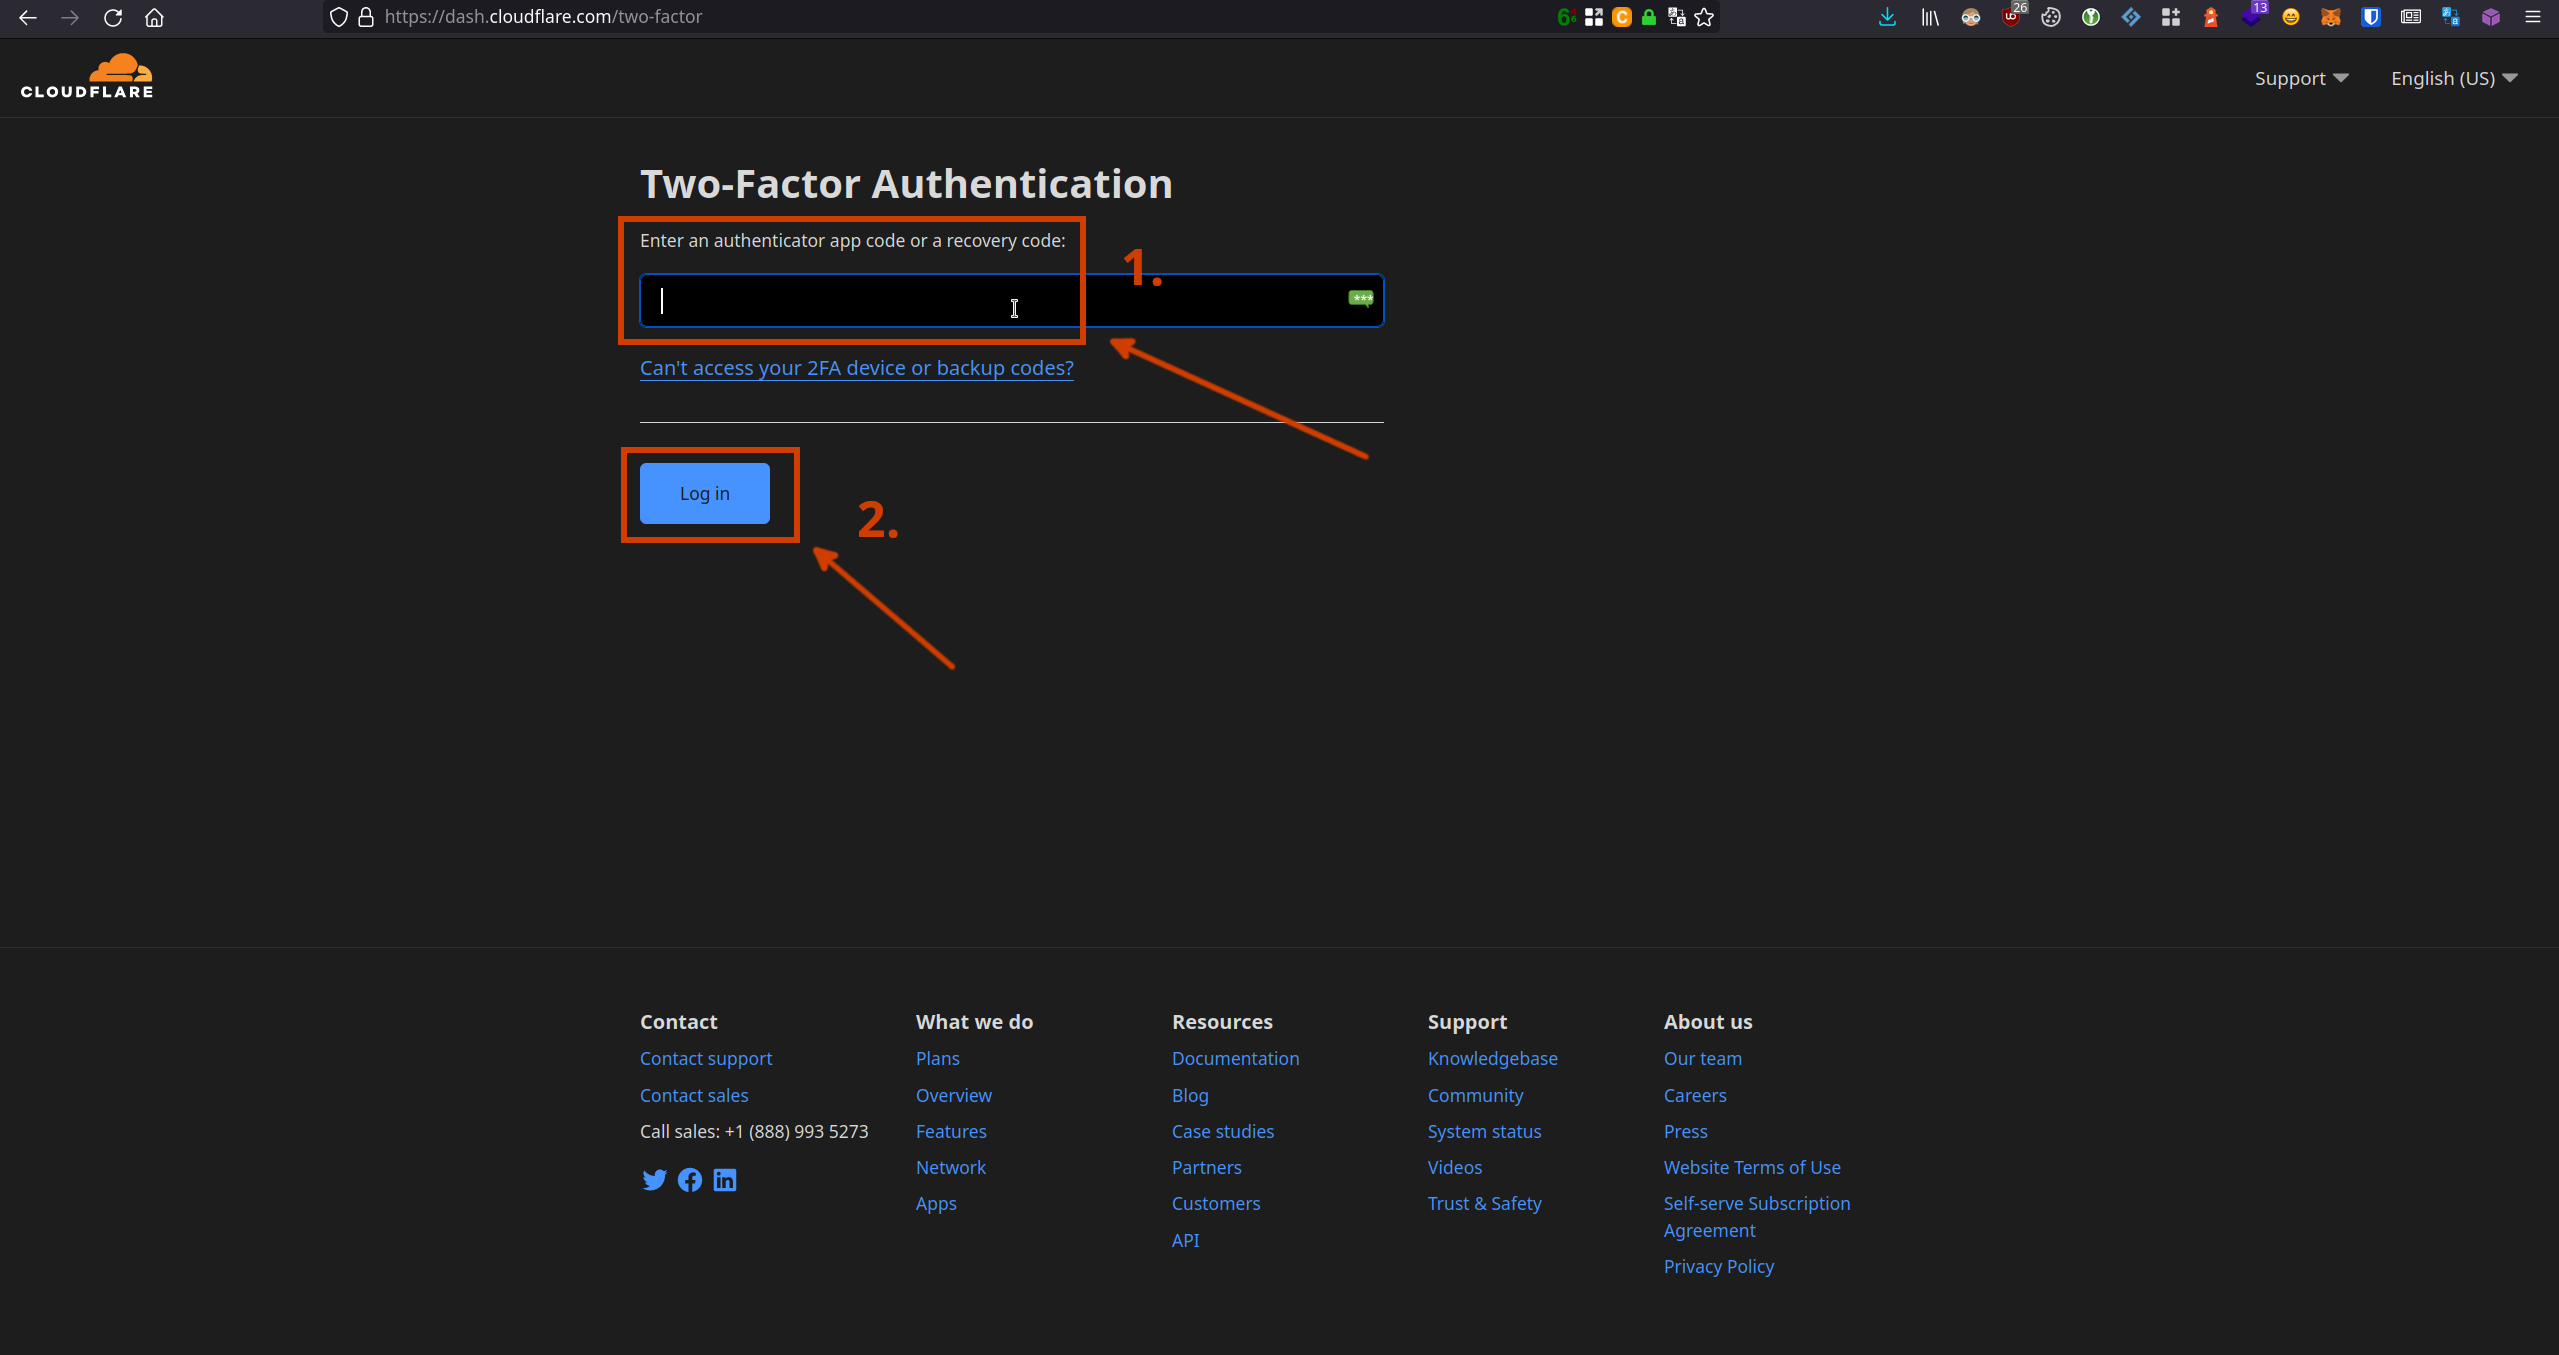 https://dash.cloudflare.com/two-factor
26
13
CLOUDFLARE
Support
English (US)
Two-Factor Authentication
Enter an authenticator app code or a recovery code:
1.
***
Can't access your 2FA device or backup codes?
Log in
2.
Contact
Contact support
Contact sales
Call sales: +1 (888) 993 5273
What we do
Plans
Overview
Features
Network
Apps
Resources
Documentation
Blog
Case studies
Partners
Customers
API
Support
Knowledgebase
Community
System status
Videos
Trust & Safety
About us
Our team
Careers
Press
Website Terms of Use
Self-serve Subscription
Agreement
Privacy Policy